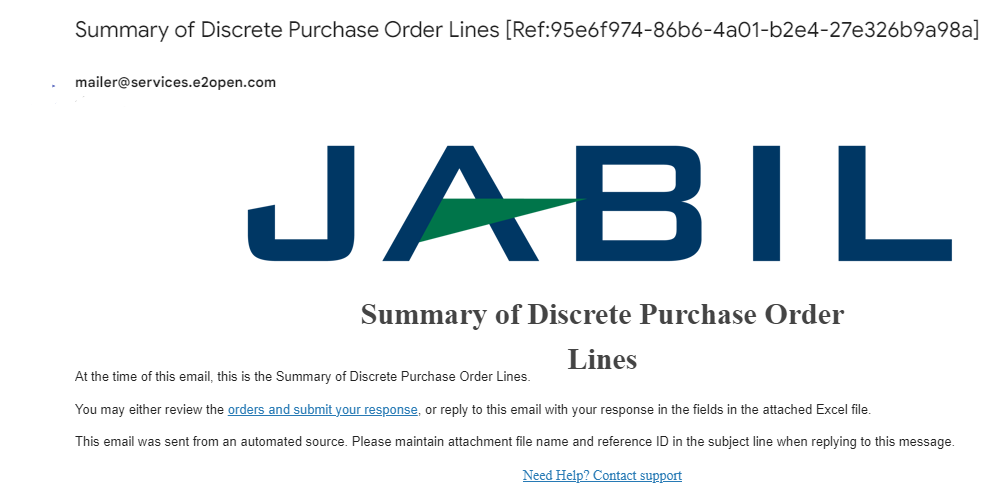 Summary of Discrete Purchase Order Lines [Ref:95e6f974-86b6-4a01-b2e4-27e326b9a98a]
mailer@services.e2open.com
JABIL
Summary of Discrete Purchase Order
Lines
At the time of this email, this is the Summary of Discrete Purchase Order Lines.
You may either review the orders and submit your response, or reply to this email with your response in the fields in the attached Excel file.
This email was sent from an automated source. Please maintain attachment file name and reference ID in the subject line when replying to this message.
Need Help? Contact support